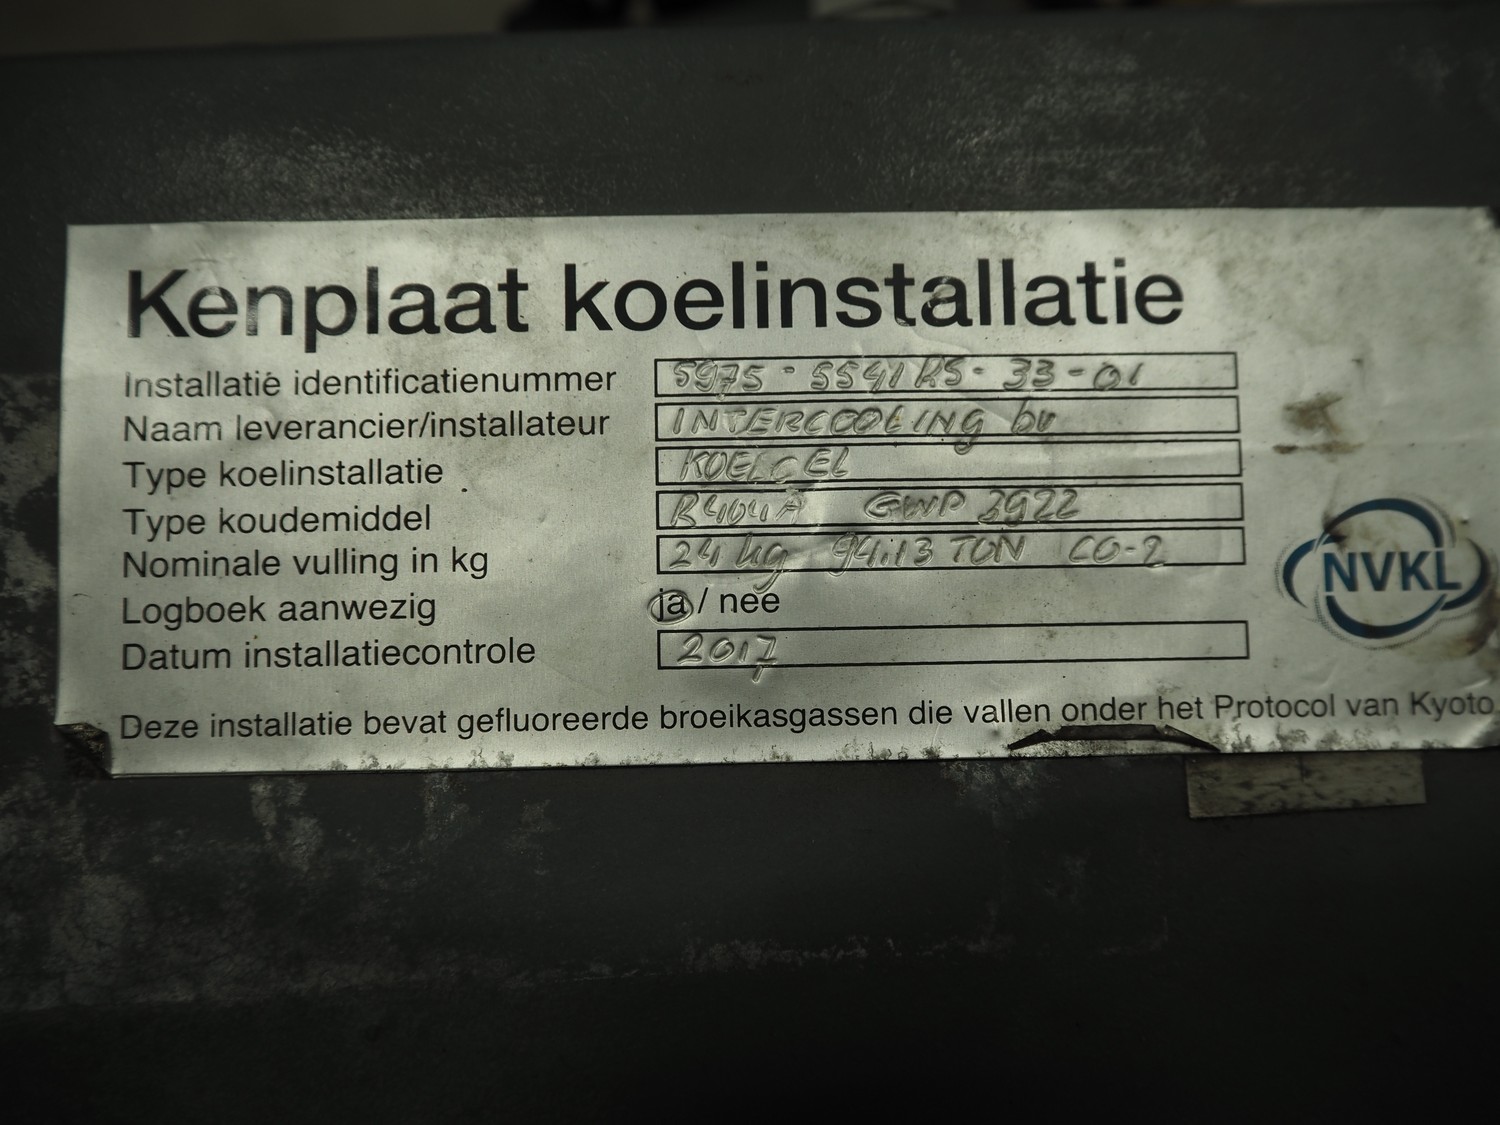 Kenplaat koelinstallatie
Installatie identificatienummer 5975-5541RS-33-01
Naam leverancier/installateur INTERCOOLING bv
Type koelinstallatie KOELCEL
Type koudemiddel R404A GWP 3922
Nominale vulling in kg 24 kg 94.13 TON CO-2
Logboek aanwezig ja / nee
Datum installatiecontrole 2017
NVKL
Deze installatie bevat gefluoreerde broeikasgassen die vallen onder het Protocol van Kyoto